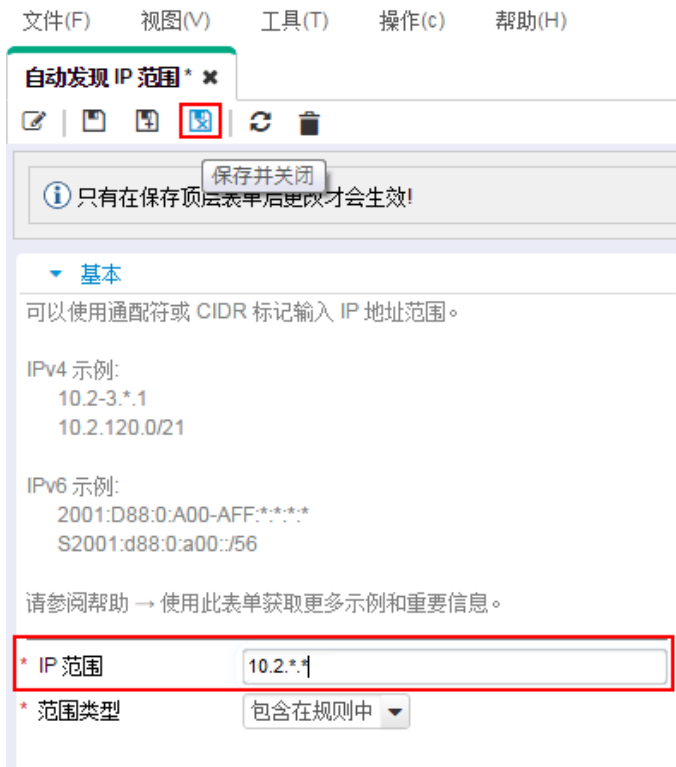 文件(F) 视图(V) 工具(T) 操作(c) 帮助(H)
自动发现 IP 范围 * ✖
保存并关闭
只有在保存顶层表单后更改才会生效!
基本
可以使用通配符或 CIDR 标记输入 IP 地址范围。
IPv4 示例:
10.2-3.*.1
10.2.120.0/21
IPv6 示例:
2001:D88:0:A00-AFF:*:*:*:*
S2001:d88:0:a00::/56
请参阅帮助 → 使用此表单获取更多示例和重要信息。
* IP 范围 10.2.*.*
* 范围类型 包含在规则中